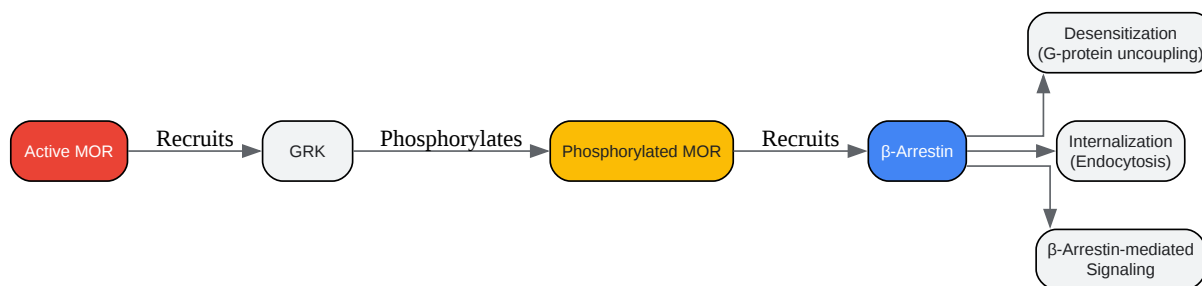 Desensitization
(G-protein uncoupling)
Active MOR
Recruits
GRK
Phosphorylates
Phosphorylated MOR
Recruits
β-Arrestin
Internalization
(Endocytosis)
β-Arrestin-mediated
Signaling